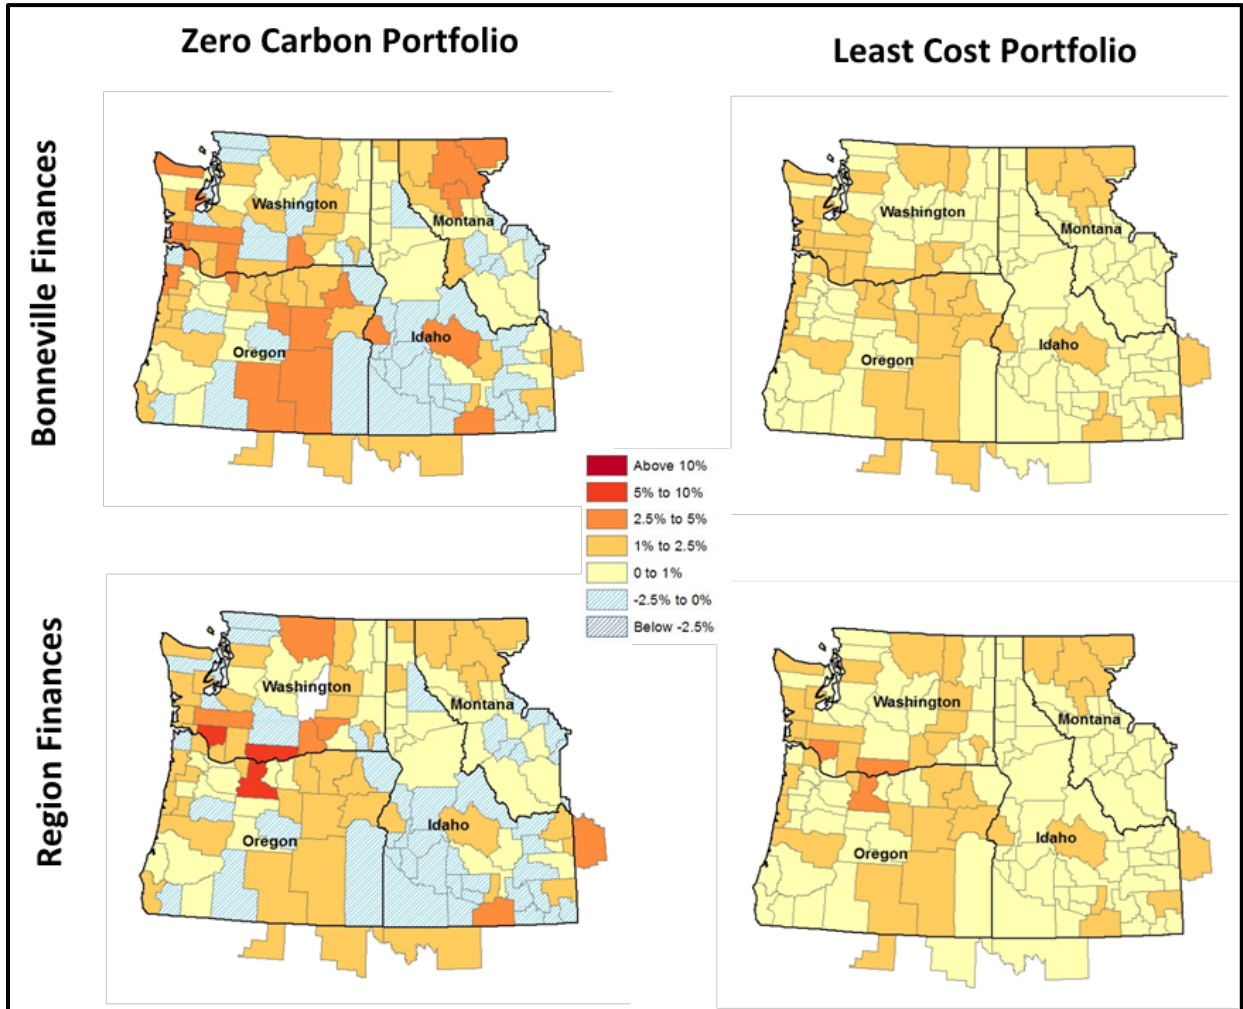 Zero Carbon Portfolio
Least Cost Portfolio
Bonneville Finances
Washington
Montana
Idaho
Oregon
Washington
Montana
Idaho
Oregon
Above 10%
5% to 10%
2.5% to 5%
1% to 2.5%
0 to 1%
-2.5% to 0%
Below -2.5%
Region Finances
Washington
Montana
Idaho
Oregon
Washington
Montana
Idaho
Oregon